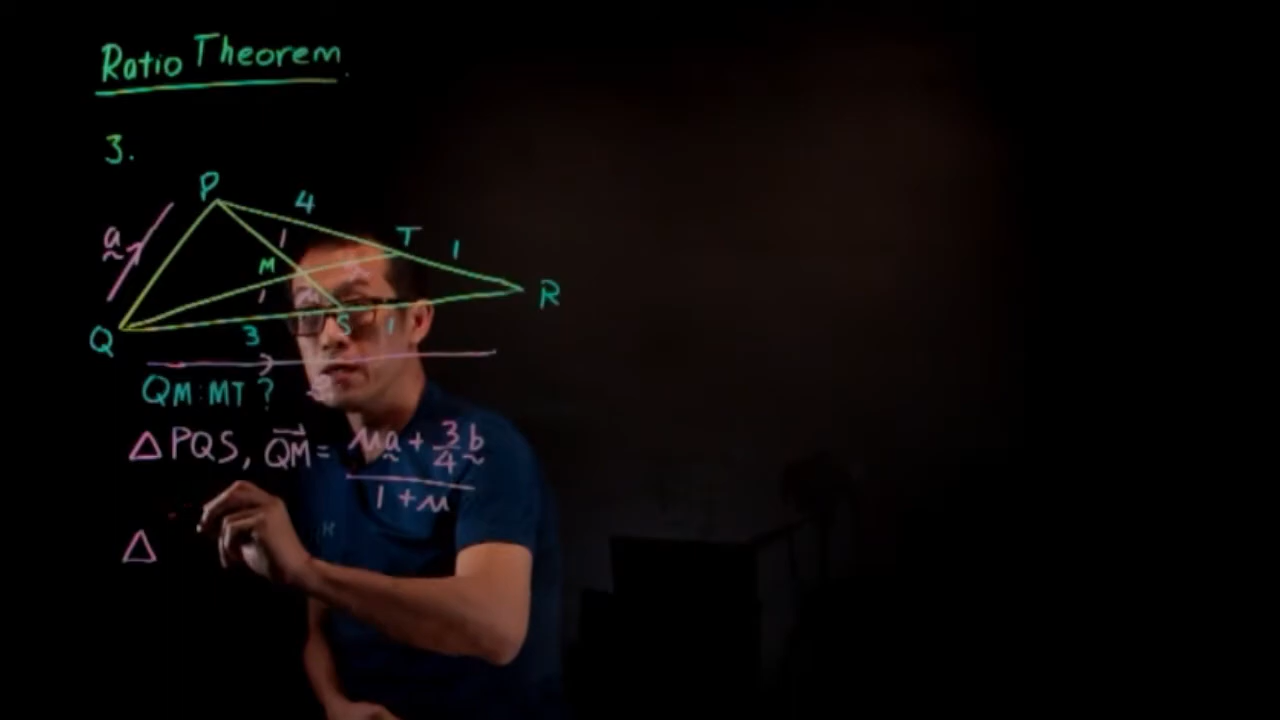 Ratio Theorem
3.
P
4
a
1
T
1
M
1
R
Q
3
S
1
QM:MT ?
△ PQS, QM = μa + 3/4 b
1 + μ
△